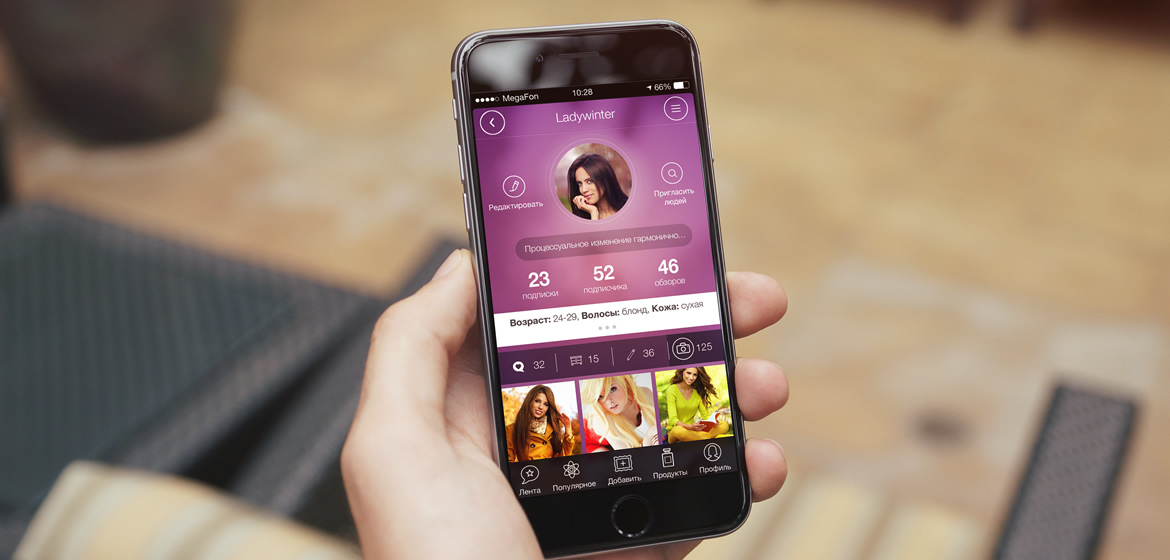 MegaFon 10:28 66%
Ladywinter
Редактировать
Пригласить
людей
Процессуальное изменение гармонично...
23 52 46
подписки подписчика обзоров
Возраст: 24-29, Волосы: блонд, Кожа: сухая
32 15 36 125
Лента Популярное Добавить Продукты Профиль